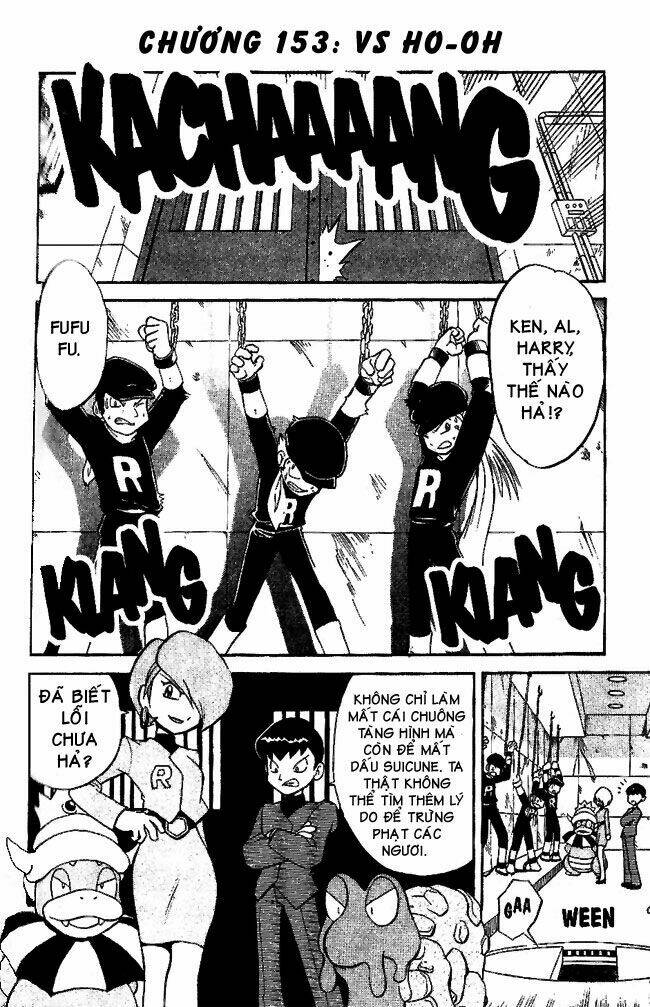 CHƯƠNG 153: VS HO-OH
KACHAAAANG
FUFU
FU.
KEN, AL,
HARRY,
THẤY
THẾ NÀO
HẢ!?
R
R
R
KLANG
KLANG
ĐÃ BIẾT
LỖI
CHƯA
HẢ?
R
KHÔNG CHỈ LÀM
MẤT CÁI CHUÔNG
TÀNG HÌNH MÀ
CÒN ĐỂ MẤT
DẤU SUICUNE. TA
THẬT KHÔNG
THỂ TÌM THÊM LÝ
DO ĐỂ TRỪNG
PHẠT CÁC
NGƯƠI.
GAA
WEEN